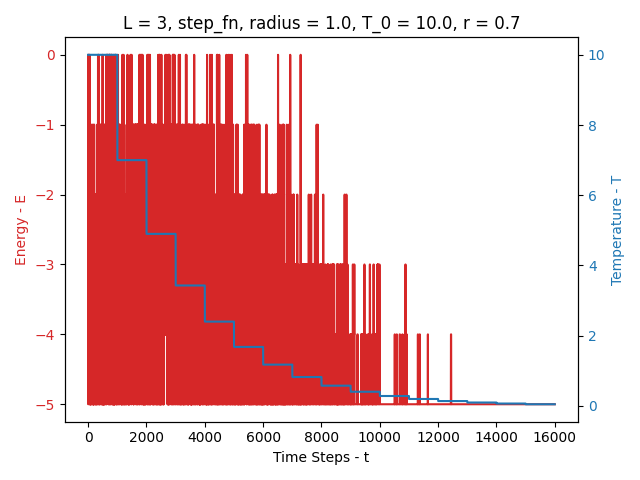 L = 3, step_fn, radius = 1.0, T_0 = 10.0, r = 0.7
0
−1
−2
−3
−4
−5
Energy - E
10
8
6
4
2
0
Temperature - T
0 2000 4000 6000 8000 10000 12000 14000 16000
Time Steps - t